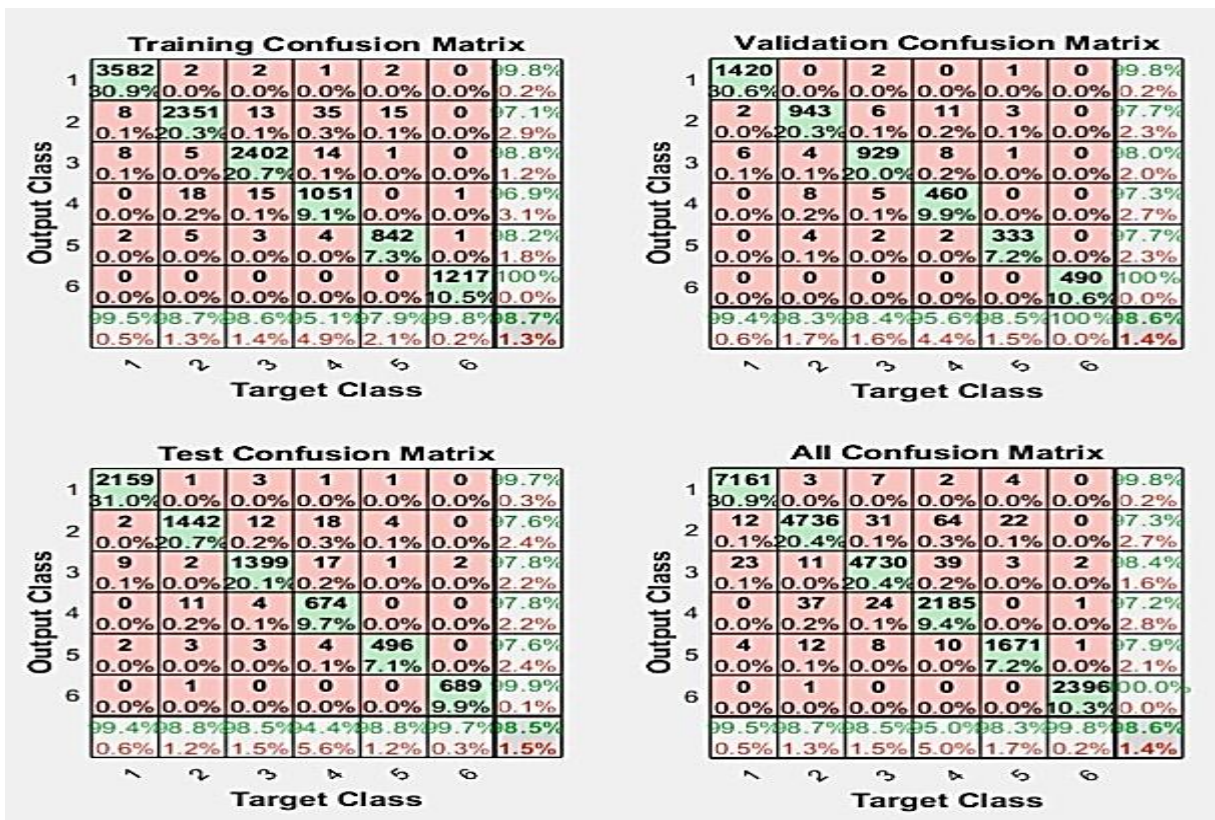 Training Confusion Matrix
1 3582 2 2 1 2 0 99.8%
30.9% 0.0% 0.0% 0.0% 0.0% 0.0% 0.2%
2 8 2351 13 35 15 0 97.1%
0.1% 20.3% 0.1% 0.3% 0.1% 0.0% 2.9%
3 8 5 2402 14 1 0 98.8%
0.1% 0.0% 20.7% 0.1% 0.0% 0.0% 1.2%
4 0 18 15 1051 0 1 96.9%
0.0% 0.2% 0.1% 9.1% 0.0% 0.0% 3.1%
5 2 5 3 4 842 1 98.2%
0.0% 0.0% 0.0% 0.0% 7.3% 0.0% 1.8%
6 0 0 0 0 0 1217 100%
0.0% 0.0% 0.0% 0.0% 0.0% 10.5% 0.0%
99.5% 98.7% 98.6% 95.1% 97.9% 99.8% 98.7%
0.5% 1.3% 1.4% 4.9% 2.1% 0.2% 1.3%
1 2 3 4 5 6
Target Class
Output Class
Validation Confusion Matrix
1 1420 0 2 0 1 0 99.8%
30.6% 0.0% 0.0% 0.0% 0.0% 0.0% 0.2%
2 2 943 6 11 3 0 97.7%
0.0% 20.3% 0.1% 0.2% 0.1% 0.0% 2.3%
3 6 4 929 8 1 0 98.0%
0.1% 0.1% 20.0% 0.2% 0.0% 0.0% 2.0%
4 0 8 5 460 0 0 97.3%
0.0% 0.2% 0.1% 9.9% 0.0% 0.0% 2.7%
5 0 4 2 2 333 0 97.7%
0.0% 0.1% 0.0% 0.0% 7.2% 0.0% 2.3%
6 0 0 0 0 0 490 100%
0.0% 0.0% 0.0% 0.0% 0.0% 10.6% 0.0%
99.4% 98.3% 98.4% 95.6% 98.5% 100% 98.6%
0.6% 1.7% 1.6% 4.4% 1.5% 0.0% 1.4%
1 2 3 4 5 6
Target Class
Output Class
Test Confusion Matrix
1 2159 1 3 1 1 0 99.7%
31.0% 0.0% 0.0% 0.0% 0.0% 0.0% 0.3%
2 2 1442 12 18 4 0 97.6%
0.0% 20.7% 0.2% 0.3% 0.1% 0.0% 2.4%
3 9 2 1399 17 1 2 97.8%
0.1% 0.0% 20.1% 0.2% 0.0% 0.0% 2.2%
4 0 11 4 674 0 0 97.8%
0.0% 0.2% 0.1% 9.7% 0.0% 0.0% 2.2%
5 2 3 3 4 496 0 97.6%
0.0% 0.0% 0.0% 0.1% 7.1% 0.0% 2.4%
6 0 1 0 0 0 689 99.9%
0.0% 0.0% 0.0% 0.0% 0.0% 9.9% 0.1%
99.4% 98.8% 98.5% 94.4% 98.8% 99.7% 98.5%
0.6% 1.2% 1.5% 5.6% 1.2% 0.3% 1.5%
1 2 3 4 5 6
Target Class
Output Class
All Confusion Matrix
1 7161 3 7 2 4 0 99.8%
30.9% 0.0% 0.0% 0.0% 0.0% 0.0% 0.2%
2 12 4736 31 64 22 0 97.3%
0.1% 20.4% 0.1% 0.3% 0.1% 0.0% 2.7%
3 23 11 4730 39 3 2 98.4%
0.1% 0.0% 20.4% 0.2% 0.0% 0.0% 1.6%
4 0 37 24 2185 0 1 97.2%
0.0% 0.2% 0.1% 9.4% 0.0% 0.0% 2.8%
5 4 12 8 10 1671 1 97.9%
0.0% 0.1% 0.0% 0.0% 7.2% 0.0% 2.1%
6 0 1 0 0 0 2396 100.0%
0.0% 0.0% 0.0% 0.0% 0.0% 10.3% 0.0%
99.5% 98.7% 98.5% 95.0% 98.3% 99.8% 98.6%
0.5% 1.3% 1.5% 5.0% 1.7% 0.2% 1.4%
1 2 3 4 5 6
Target Class
Output Class